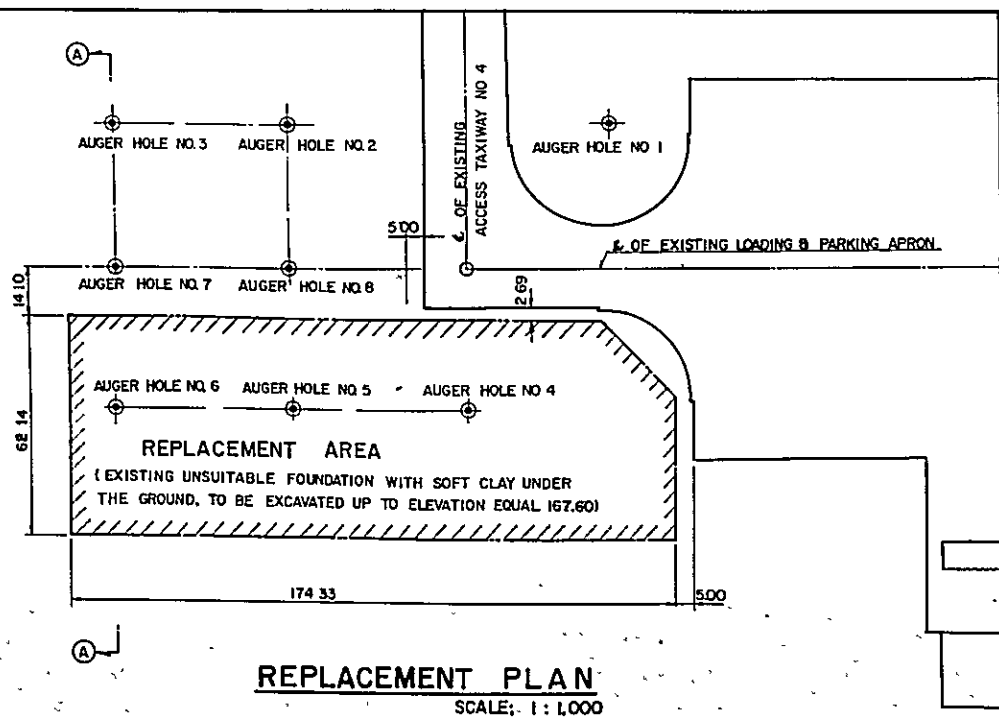 A
AUGER HOLE NO. 3
AUGER HOLE NO. 2
℄ OF EXISTING
ACCESS TAXIWAY NO 4
AUGER HOLE NO 1
5.00
℄ OF EXISTING LOADING & PARKING APRON
AUGER HOLE NO. 7
AUGER HOLE NO. 8
14.10
2.69
AUGER HOLE NO. 6
AUGER HOLE NO. 5
AUGER HOLE NO 4
62 14
REPLACEMENT AREA
(EXISTING UNSUITABLE FOUNDATION WITH SOFT CLAY UNDER
THE GROUND, TO BE EXCAVATED UP TO ELEVATION EQUAL 167.60)
174 33
5.00
A
REPLACEMENT PLAN
SCALE; 1 : 1,000